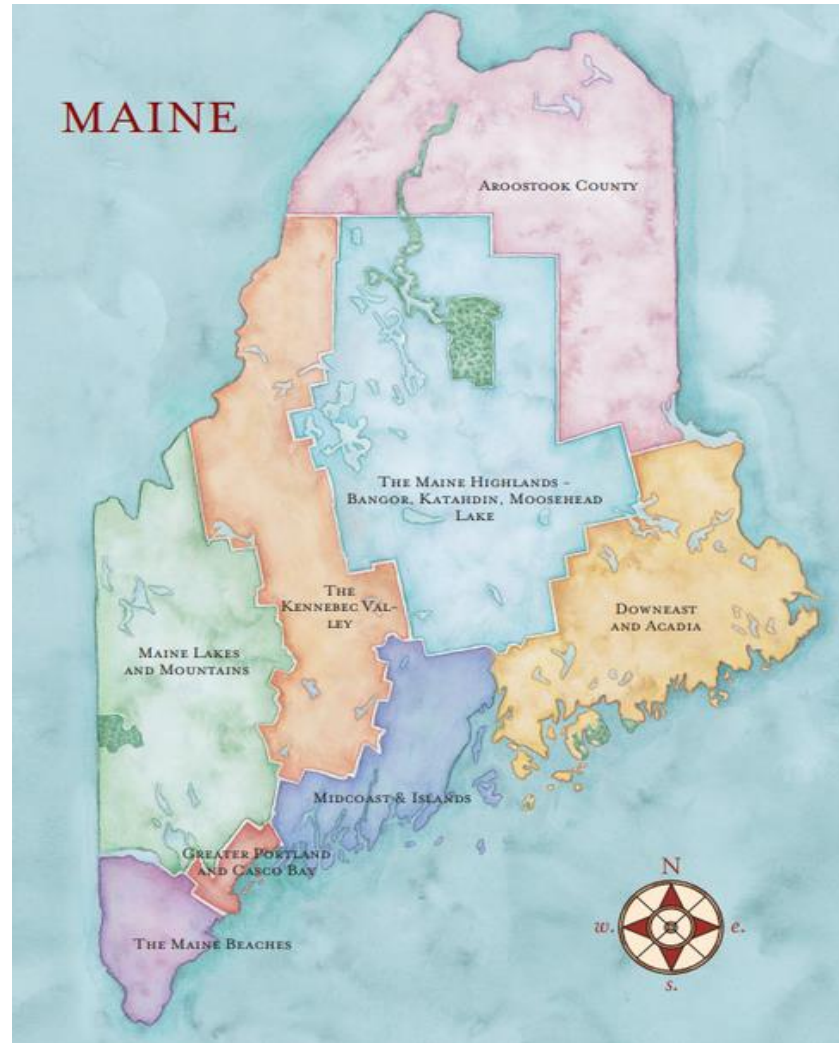 MAINE
AROOSTOOK COUNTY
THE MAINE HIGHLANDS -
BANGOR, KATAHDIN, MOOSEHEAD
LAKE
THE
KENNEBEC VAL-
LEY
DOWNEAST
AND ACADIA
MAINE LAKES
AND MOUNTAINS
MIDCOAST & ISLANDS
GREATER PORTLAND
AND CASCO BAY
THE MAINE BEACHES
N
w.
e.
s.